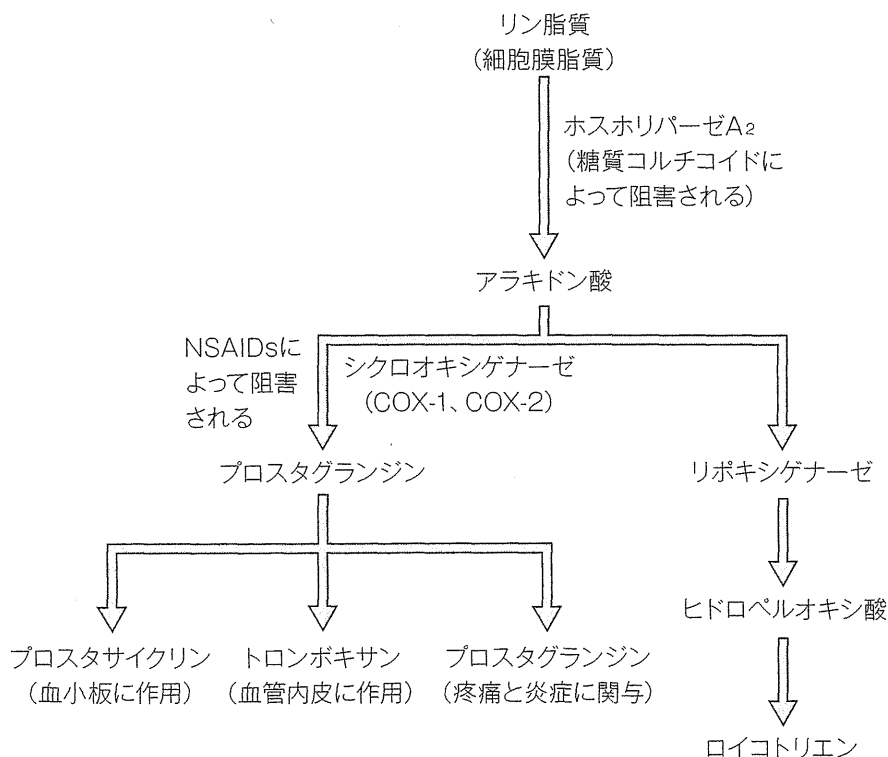 リン脂質
(細胞膜脂質)
ホスホリパーゼA₂
(糖質コルチコイドに
よって阻害される)
アラキドン酸
NSAIDsに
よって阻害
される
シクロオキシゲナーゼ
(COX-1、COX-2)
プロスタグランジン
リポキシゲナーゼ
ヒドロペルオキシ酸
プロスタサイクリン
(血小板に作用)
トロンボキサン
(血管内皮に作用)
プロスタグランジン
(疼痛と炎症に関与)
ロイコトリエン